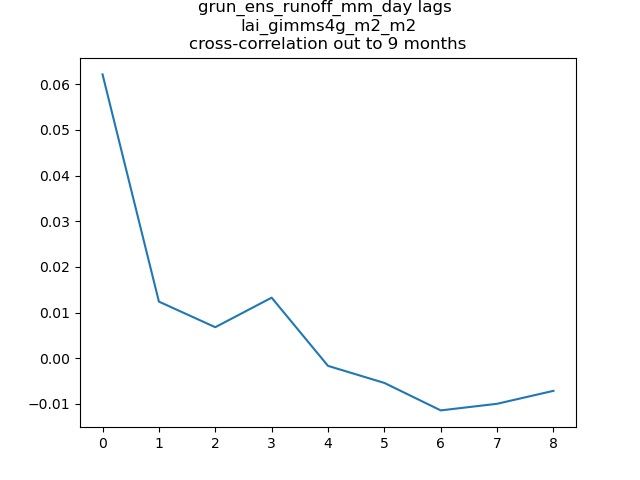 grun_ens_runoff_mm_day lags
lai_gimms4g_m2_m2
cross-correlation out to 9 months
0.06
0.05
0.04
0.03
0.02
0.01
0.00
−0.01
0 1 2 3 4 5 6 7 8